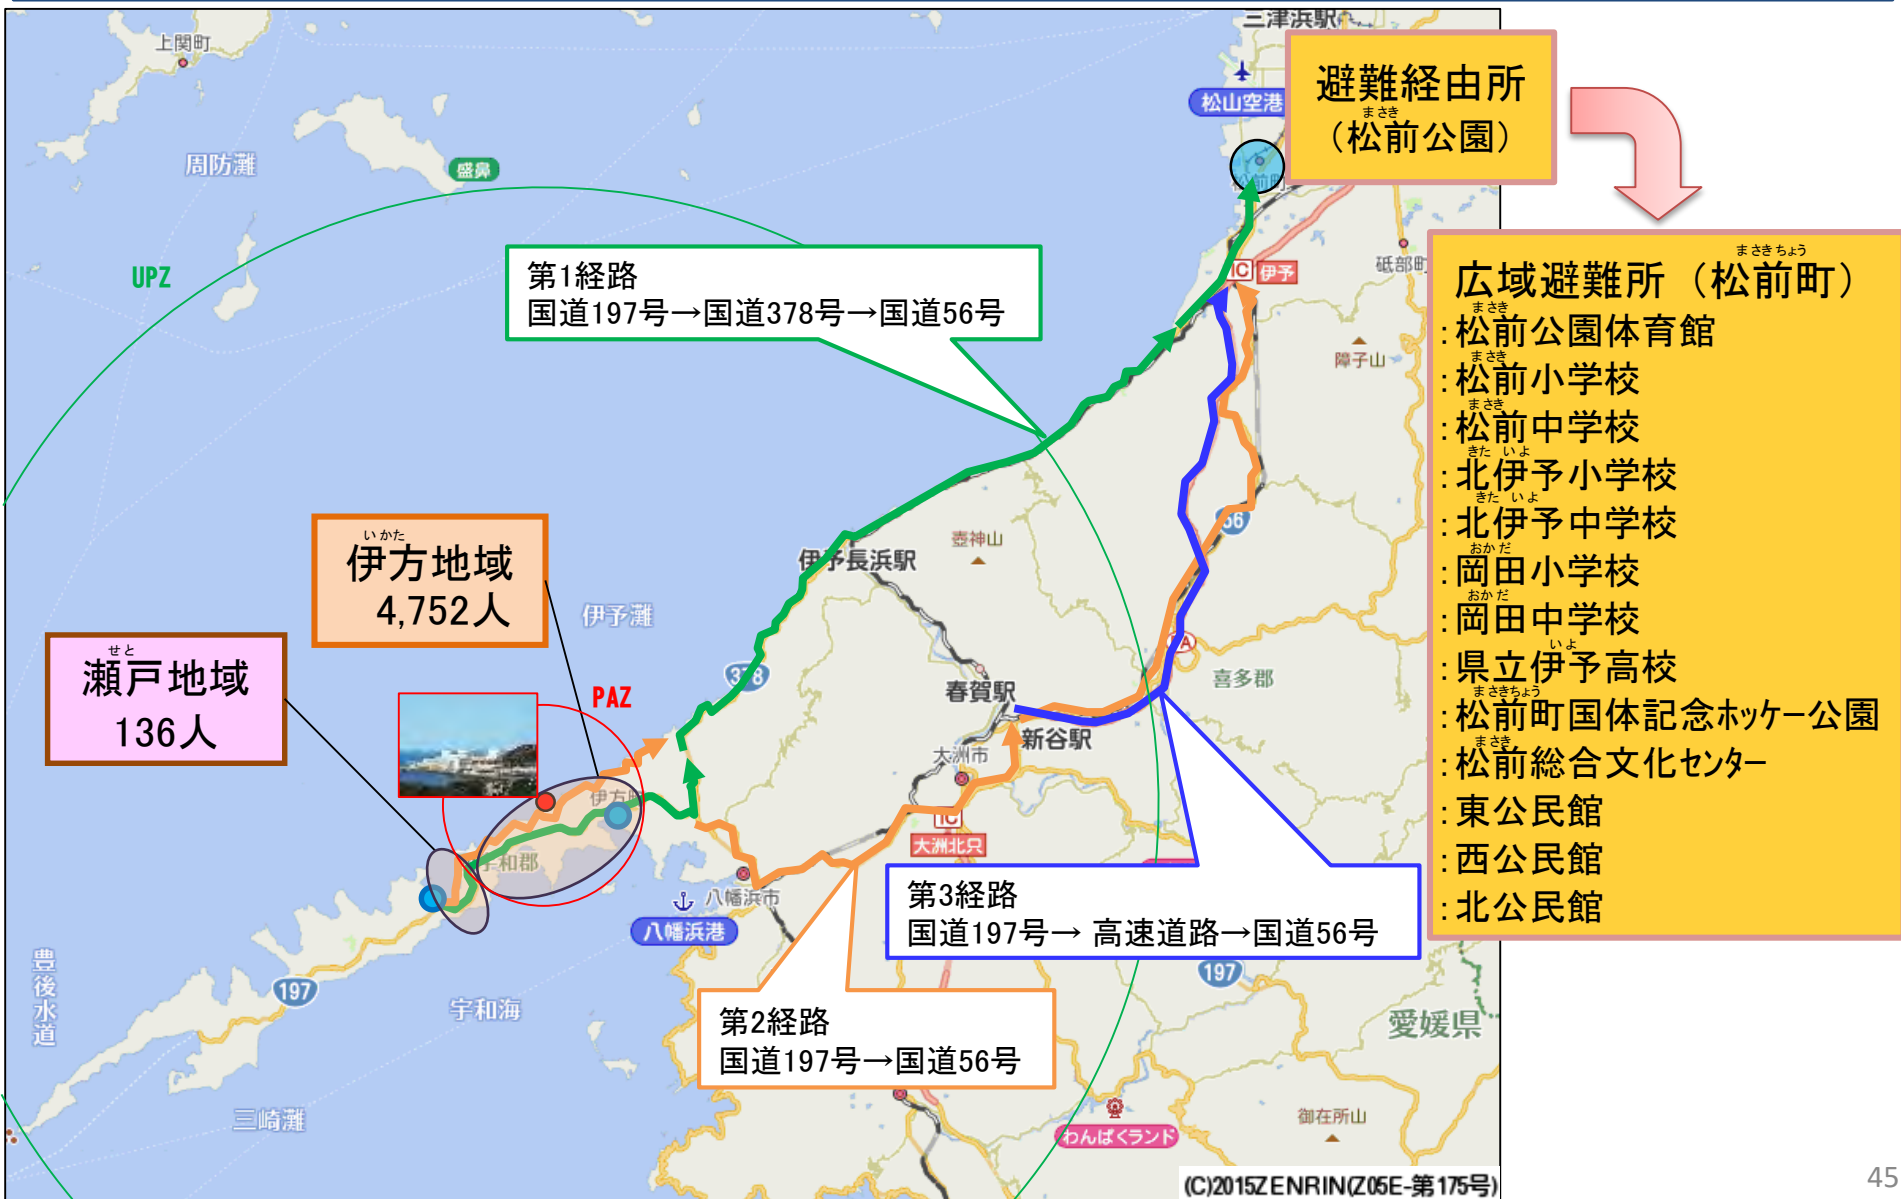 三津浜駅
上関町
避難経由所
まさき
（松前公園）
松山空港
周防灘
盛鼻
松前町
UPZ
第1経路
国道197号→国道378号→国道56号
IC 伊予
砥部町
まさきちょう
広域避難所（松前町）
まさき
：松前公園体育館
まさき
：松前小学校
まさき
：松前中学校
きた いよ
：北伊予小学校
きた いよ
：北伊予中学校
おかだ
：岡田小学校
おかだ
：岡田中学校
いよ
：県立伊予高校
まさきちょう
：松前町国体記念ホッケー公園
まさき
：松前総合文化センター
：東公民館
：西公民館
：北公民館
障子山
56
壺神山
伊予長浜駅
いかた
伊方地域
4,752人
伊予灘
せと
瀬戸地域
136人
PAZ
378
春賀駅
喜多郡
新谷駅
大洲市
伊方町
IC
大洲北只
宇和郡
八幡浜市
八幡浜港
第3経路
国道197号→ 高速道路→国道56号
豊後水道
197
宇和海
197
第2経路
国道197号→国道56号
愛媛県
三崎灘
御在所山
わんぱくランド
(C)2015ZENRIN(Z05E-第175号)
45